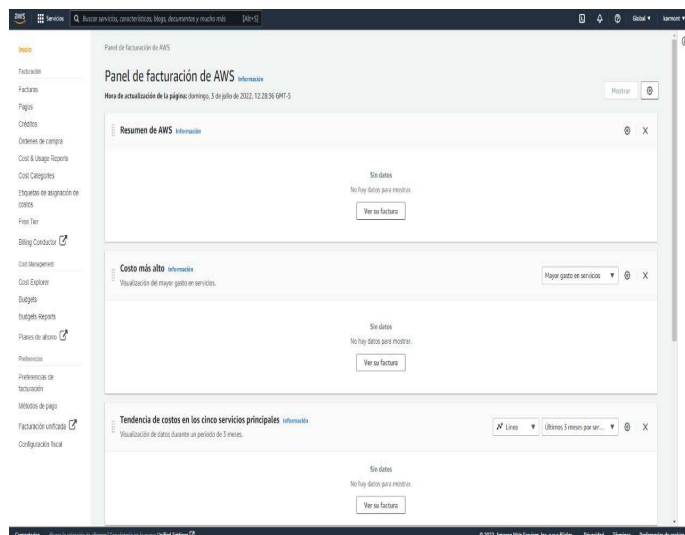 aws Servicios Buscar servicios, características, blogs, documentos y mucho más [Alt+S] Global karmont
Inicio
Facturación
Facturas
Pagos
Créditos
Órdenes de compra
Cost & Usage Reports
Cost Categories
Etiquetas de asignación de
costos
Free Tier
Billing Conductor
Cost Management
Cost Explorer
Budgets
Budgets Reports
Planes de ahorro
Preferencias
Preferencias de
facturación
Métodos de pago
Facturación unificada
Configuración fiscal
Panel de facturación de AWS
Panel de facturación de AWS Información
Hora de actualización de la página: domingo, 3 de julio de 2022, 12:28:36 GMT-5
Mostrar
Resumen de AWS Información
Sin datos
No hay datos para mostrar.
Ver su factura
Costo más alto Información
Visualización del mayor gasto en servicios.
Mayor gasto en servicios
Sin datos
No hay datos para mostrar.
Ver su factura
Tendencia de costos en los cinco servicios principales Información
Visualización de datos durante un periodo de 3 meses.
Línea
Últimos 3 meses por ser...
Sin datos
No hay datos para mostrar.
Ver su factura